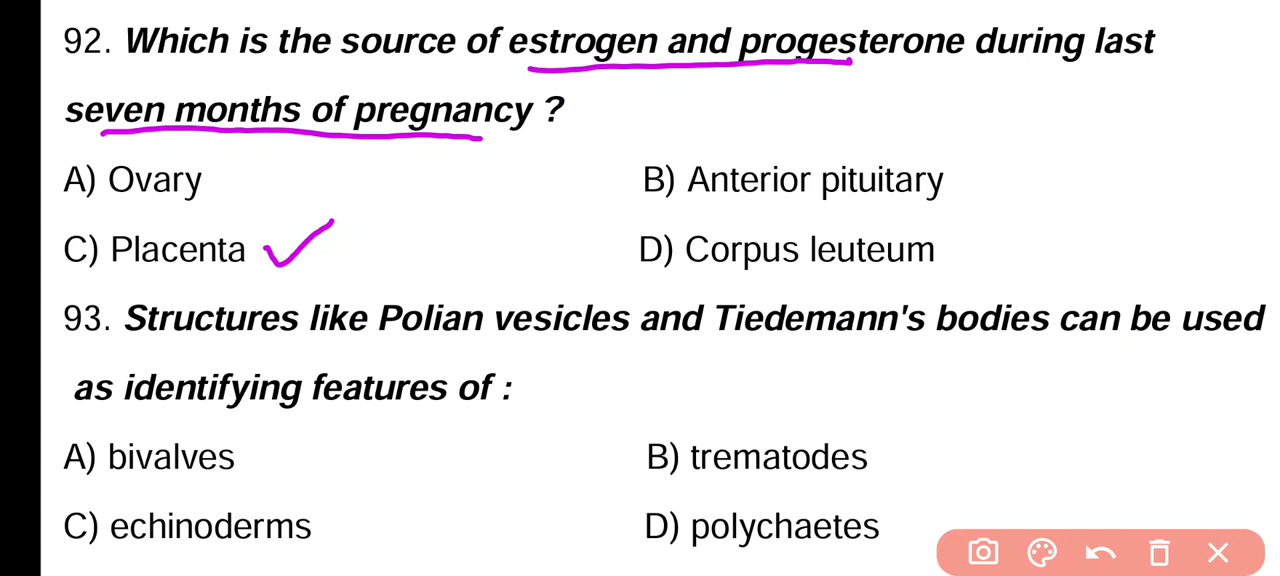 92. Which is the source of estrogen and progesterone during last
seven months of pregnancy ?
A) Ovary B) Anterior pituitary
C) Placenta D) Corpus leuteum
93. Structures like Polian vesicles and Tiedemann's bodies can be used
as identifying features of :
A) bivalves B) trematodes
C) echinoderms D) polychaetes